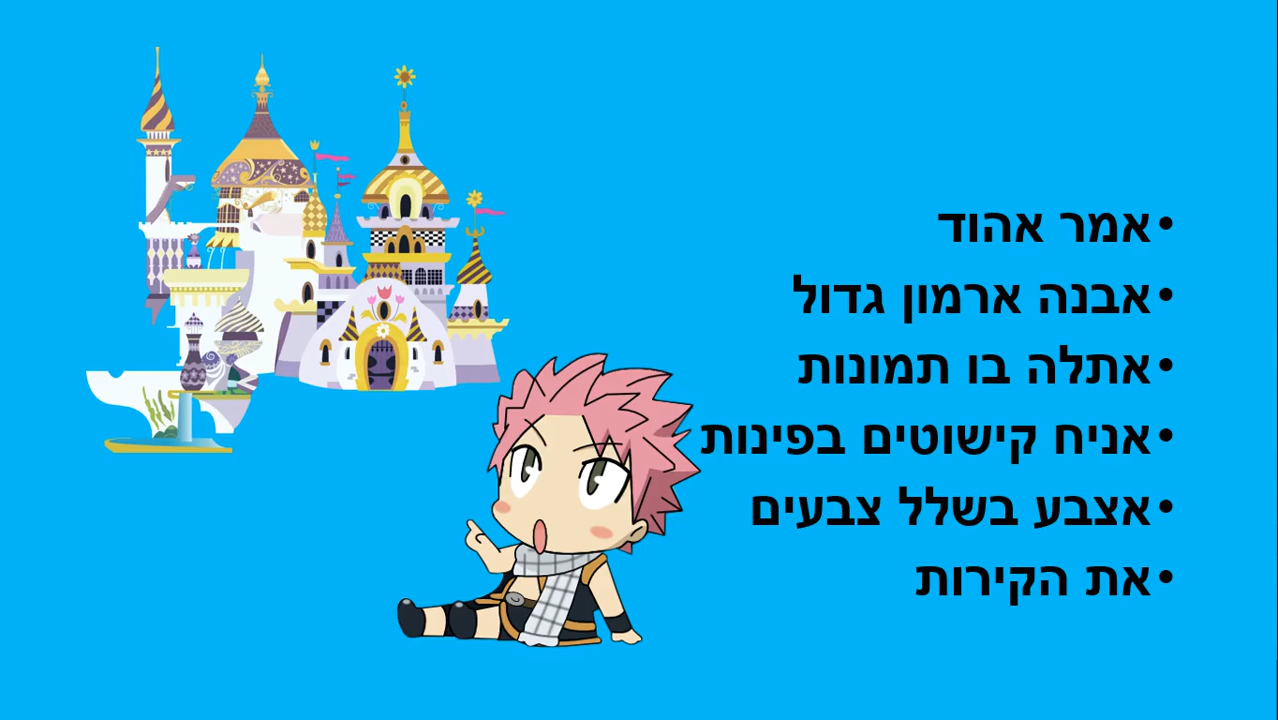 •אמר אהוד
•אבנה ארמון גדול
•אתלה בו תמונות
•אניח קישוטים בפינות
•אצבע בשלל צבעים
•את הקירות